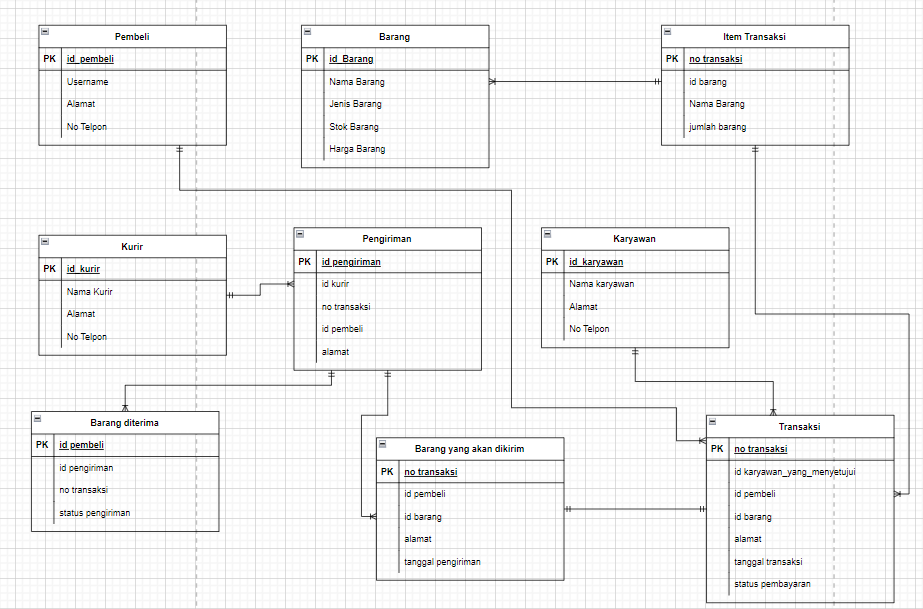 Pembeli
PK id_pembeli
Username
Alamat
No Telpon
Barang
PK id_Barang
Nama Barang
Jenis Barang
Stok Barang
Harga Barang
Item Transaksi
PK no transaksi
id barang
Nama Barang
jumlah barang
Kurir
PK id_kurir
Nama Kurir
Alamat
No Telpon
Pengiriman
PK id pengiriman
id kurir
no transaksi
id pembeli
alamat
Karyawan
PK id_karyawan
Nama karyawan
Alamat
No Telpon
Barang diterima
PK id pembeli
id pengiriman
no transaksi
status pengiriman
Barang yang akan dikirim
PK no transaksi
id pembeli
id barang
alamat
tanggal pengiriman
Transaksi
PK no transaksi
id karyawan_yang_menyetujui
id pembeli
id barang
alamat
tanggal transaksi
status pembayaran